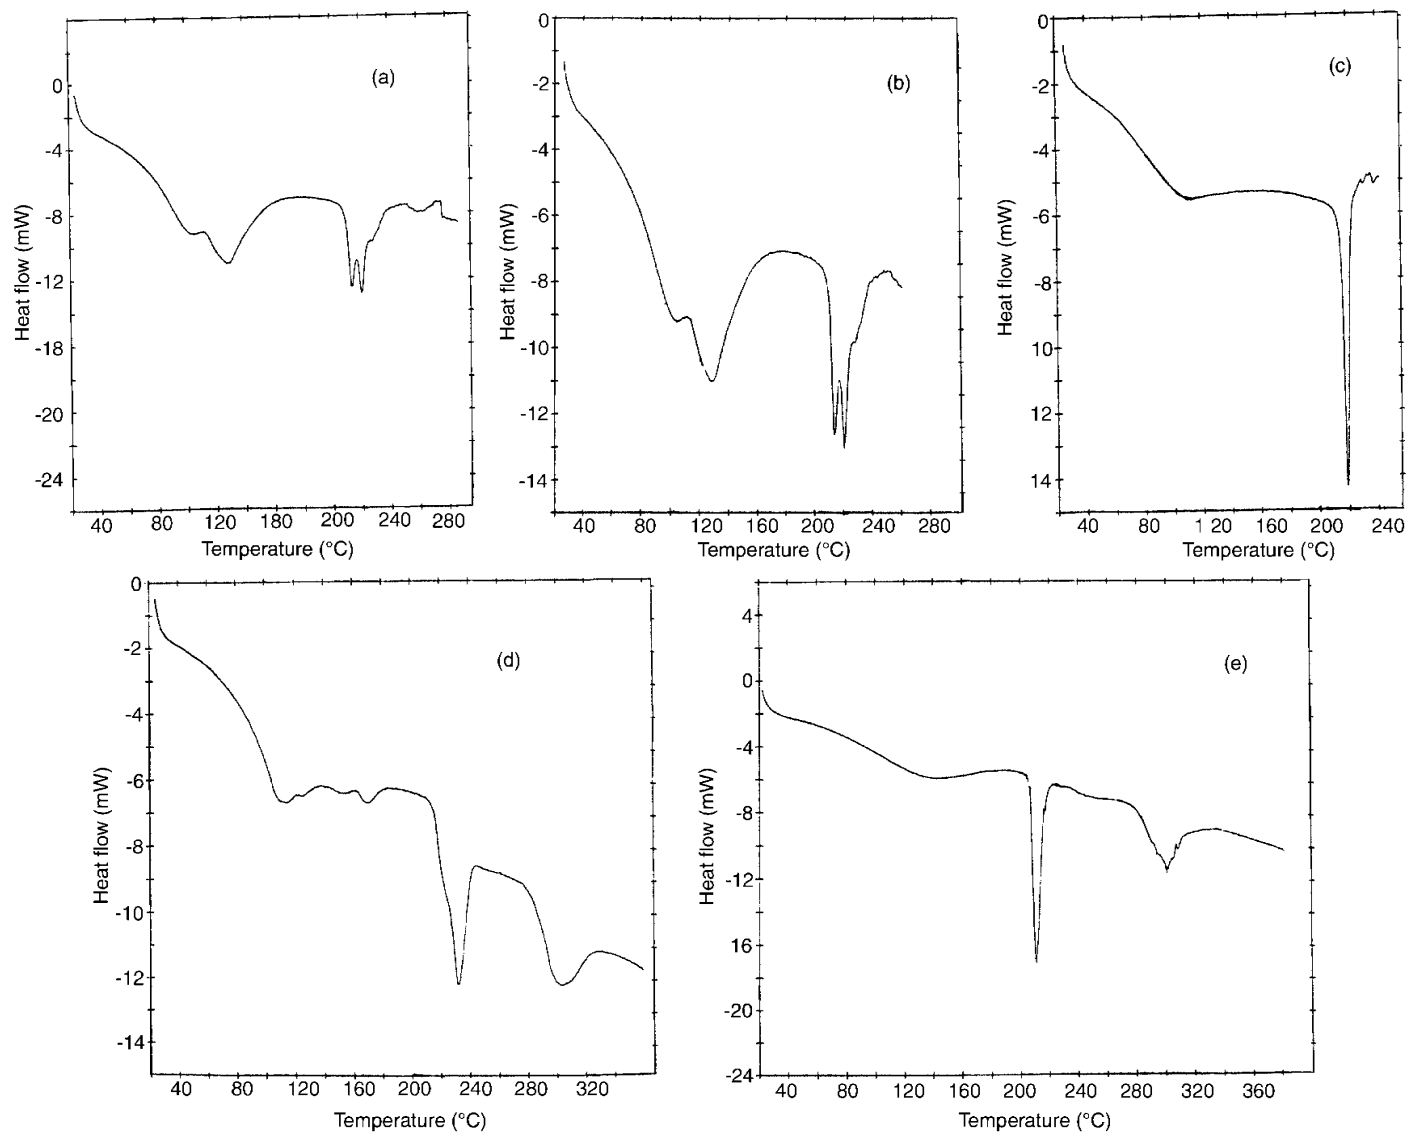 (a)
0
-4
-8
-12
-18
-20
-24
Heat flow (mW)
40 80 120 200 240 280
Temperature (°C)
(b)
0
-2
-4
-6
-8
-10
-12
-14
Heat flow (mW)
40 80 120 160 200 240 280
Temperature (°C)
(c)
0
-2
-4
-6
-8
10
12
14
Heat flow (mW)
40 80 1 20 160 200 240
Temperature (°C)
(d)
0
-2
-4
-6
-8
-10
-12
-14
Heat flow (mW)
40 80 120 160 200 240 280 320
Temperature (°C)
(e)
4
0
-4
-8
-12
16
-20
-24
Heat flow (mW)
40 80 120 160 200 240 280 320 360
Temperature (°C)